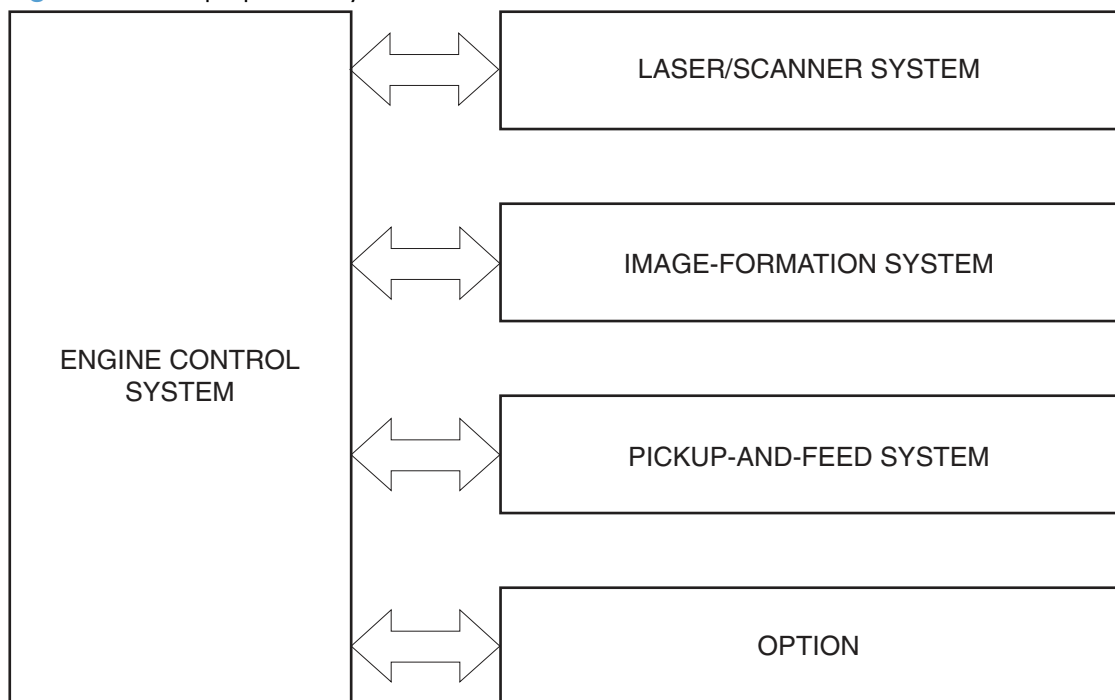 ENGINE CONTROL
SYSTEM
LASER/SCANNER SYSTEM
IMAGE-FORMATION SYSTEM
PICKUP-AND-FEED SYSTEM
OPTION